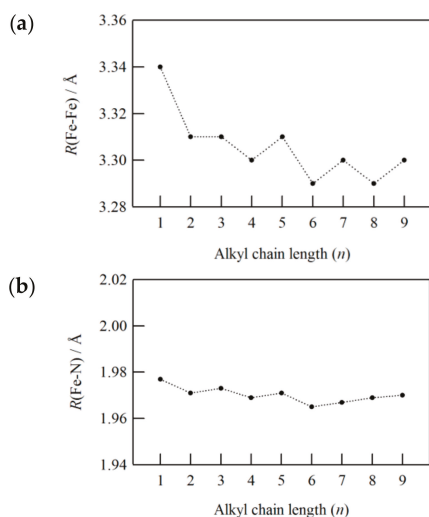 (a)
R(Fe-Fe) / Å
3.36
3.34
3.32
3.30
3.28
1 2 3 4 5 6 7 8 9
Alkyl chain length (n)
(b)
R(Fe-N) / Å
2.02
2.00
1.98
1.96
1.94
1 2 3 4 5 6 7 8 9
Alkyl chain length (n)